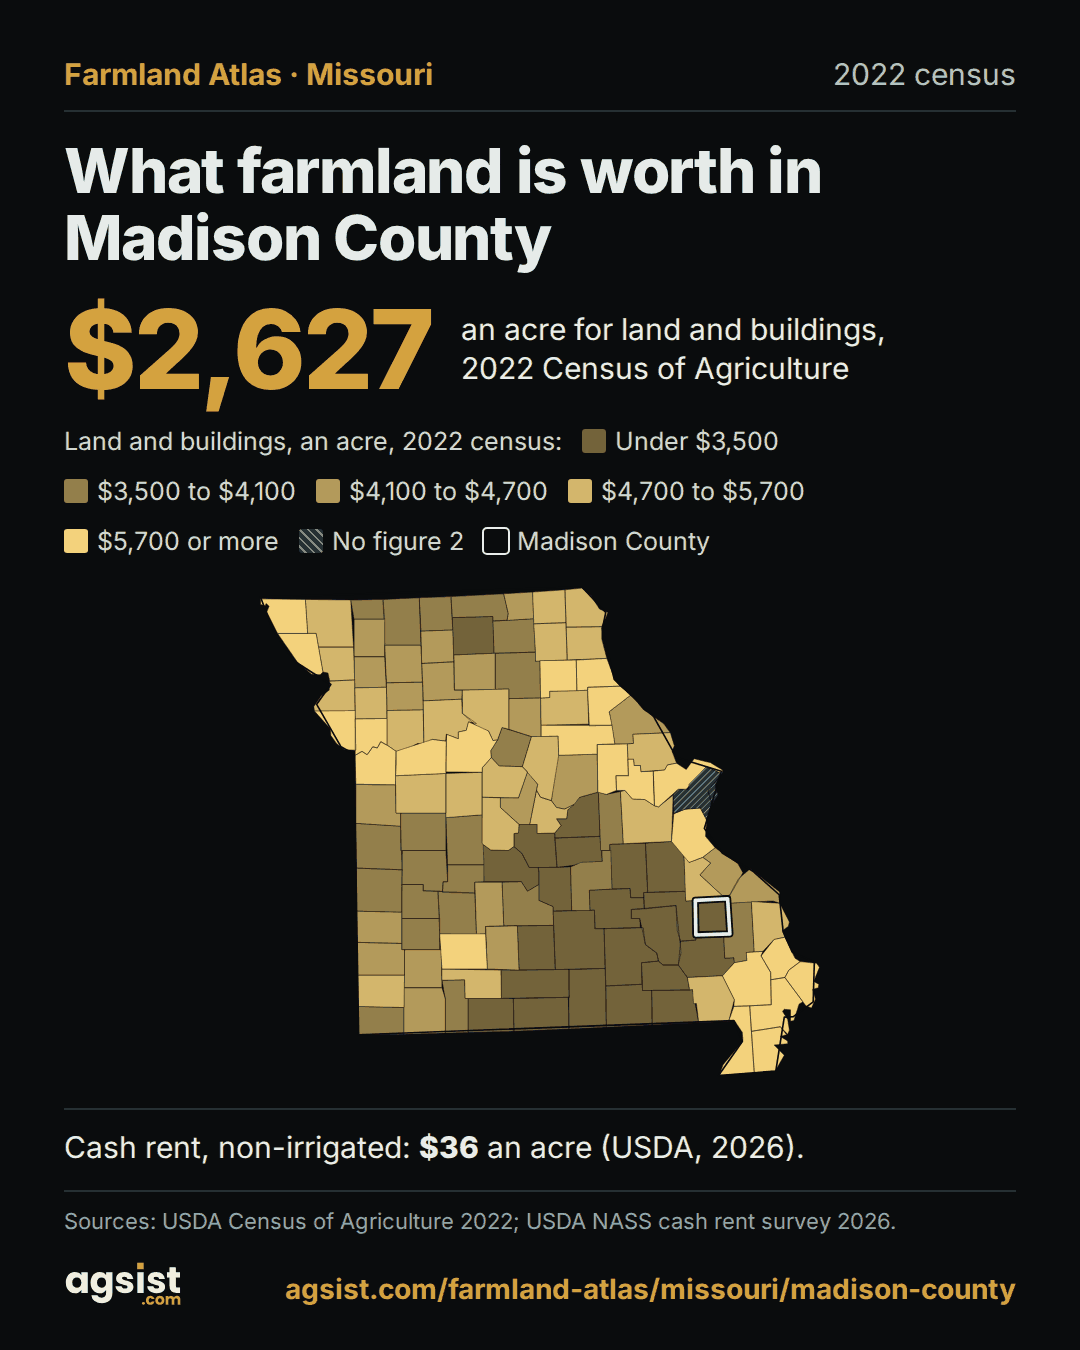 Farmland Atlas · Missouri
2022 census
What farmland is worth in
Madison County
$2,627
an acre for land and buildings,
2022 Census of Agriculture
Land and buildings, an acre, 2022 census: Under $3,500
$3,500 to $4,100 $4,100 to $4,700 $4,700 to $5,700
$5,700 or more No figure 2 Madison County
Cash rent, non-irrigated: $36 an acre (USDA, 2026).
Sources: USDA Census of Agriculture 2022; USDA NASS cash rent survey 2026.
agsist
.com
agsist.com/farmland-atlas/missouri/madison-county